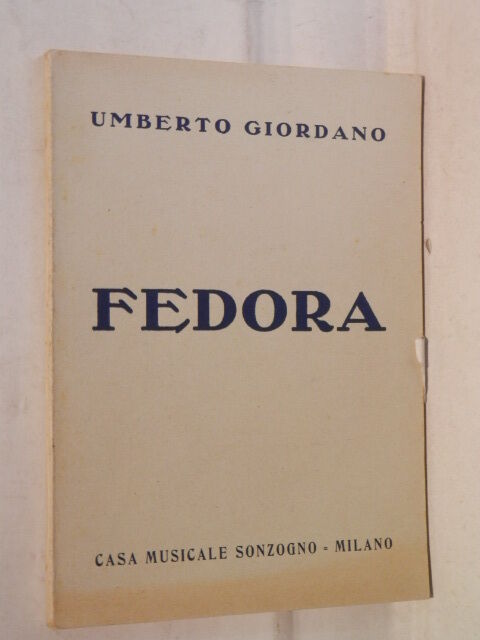 UMBERTO GIORDANO
FEDORA
CASA MUSICALE SONZOGNO = MILANO